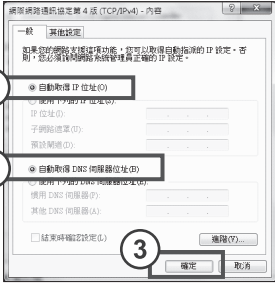 網際網路通訊協定第 4 版 (TCP/IPv4) - 內容
一般 其他設定
如果您的網路支援這項功能，您可以取得自動指派的 IP 設定。否
則，您必須詢問網路系統管理員正確的 IP 設定。
自動取得 IP 位址(O)
使用下列的 IP 位址(S):
IP 位址(I):
子網路遮罩(U):
預設閘道(D):
自動取得 DNS 伺服器位址(B)
使用下列的 DNS 伺服器位址(E):
慣用 DNS 伺服器(P):
其他 DNS 伺服器(A):
結束時確認設定(L)
進階(V)...
3
確定 取消